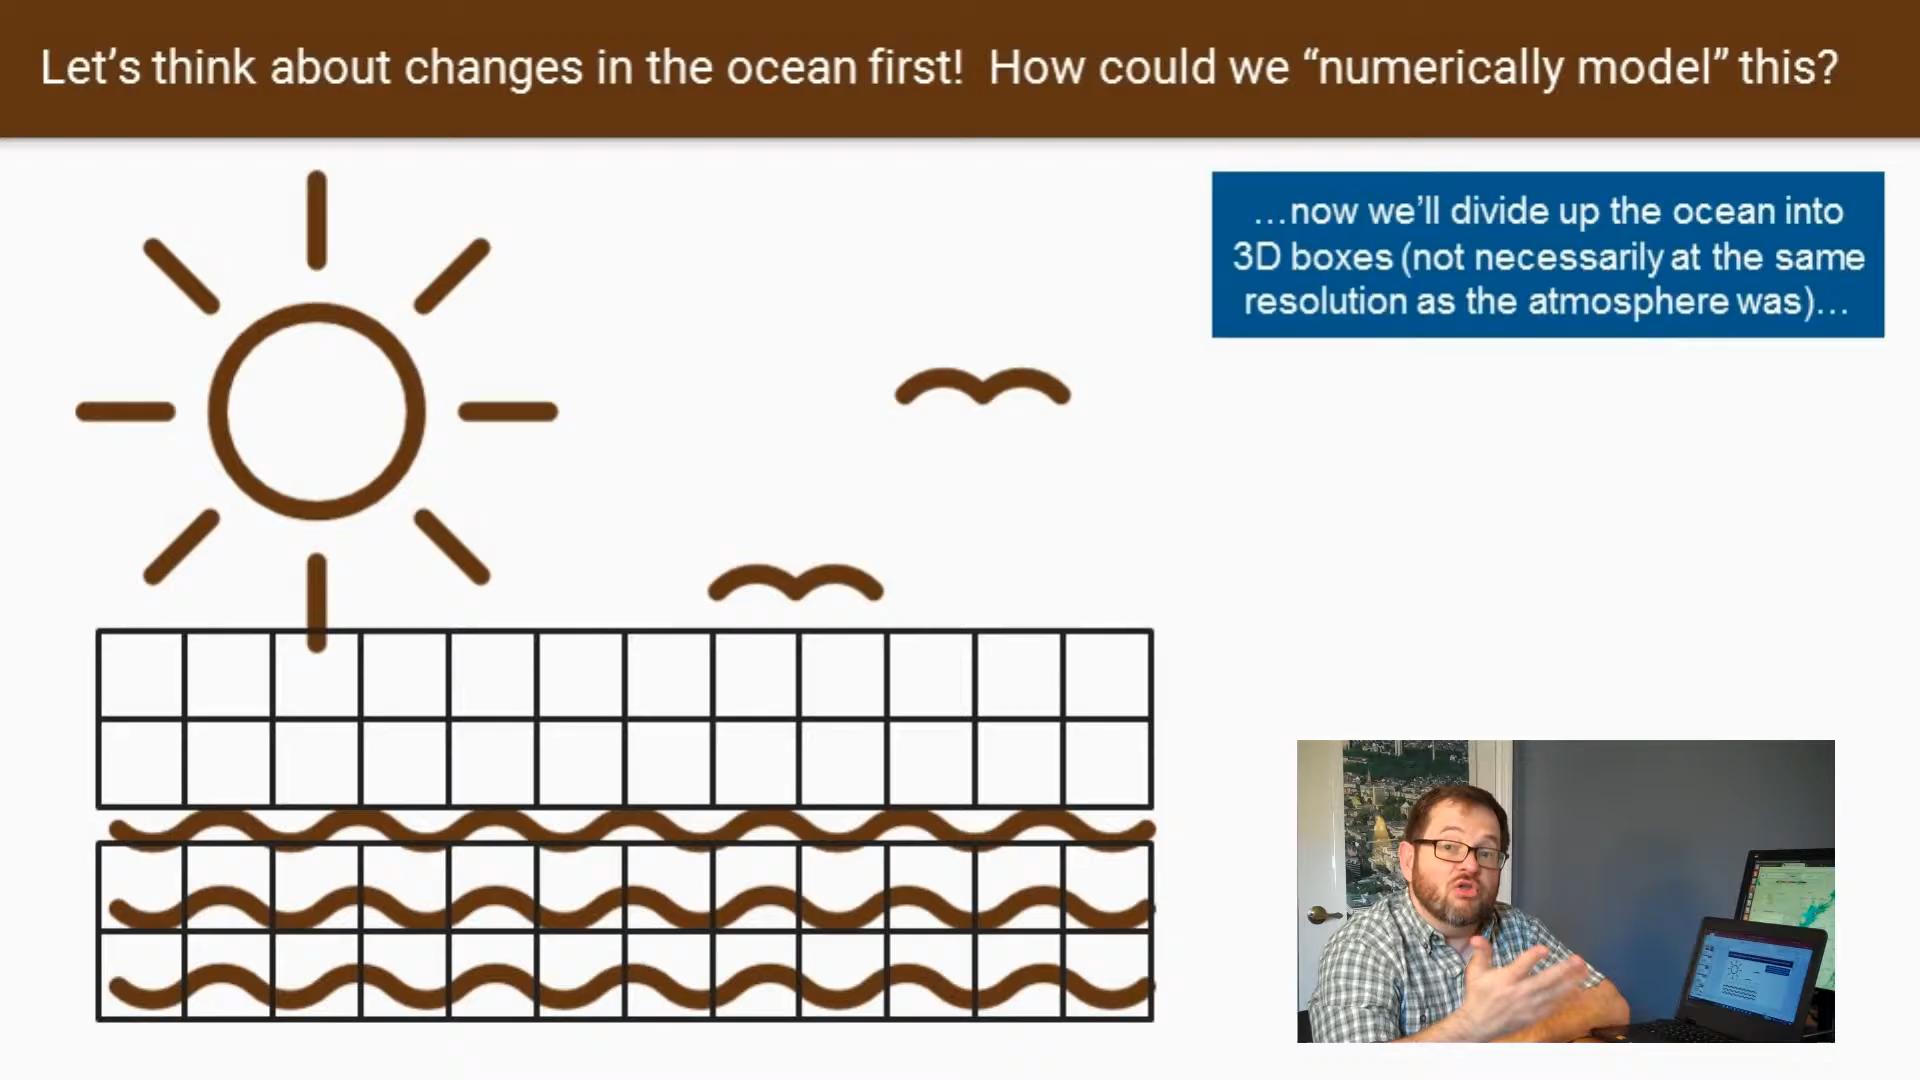 Let’s think about changes in the ocean first!  How could we “numerically model” this?
…now we’ll divide up the ocean into
3D boxes (not necessarily at the same
resolution as the atmosphere was)…